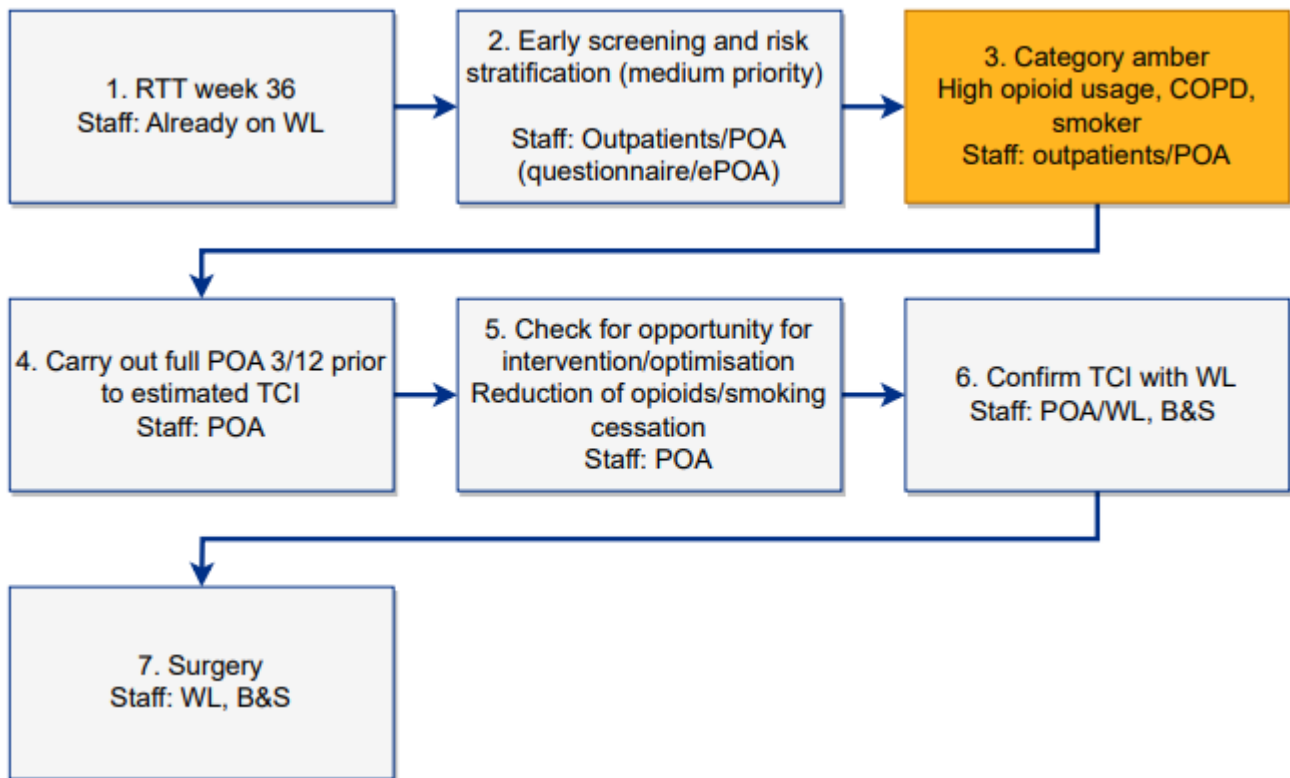 1. RTT week 36
Staff: Already on WL
2. Early screening and risk
stratification (medium priority)
Staff: Outpatients/POA
(questionnaire/ePOA)
3. Category amber
High opioid usage, COPD,
smoker
Staff: outpatients/POA
4. Carry out full POA 3/12 prior
to estimated TCI
Staff: POA
5. Check for opportunity for
intervention/optimisation
Reduction of opioids/smoking
cessation
Staff: POA
6. Confirm TCI with WL
Staff: POA/WL, B&S
7. Surgery
Staff: WL, B&S